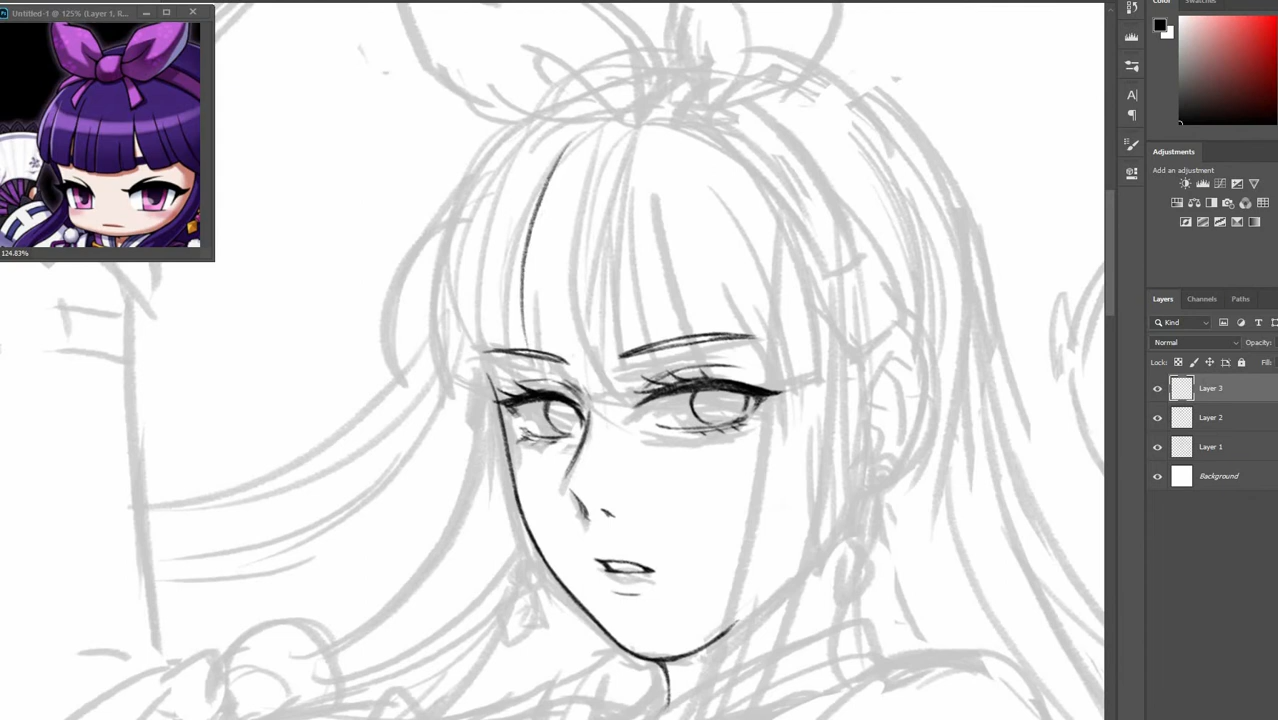 Untitled-1 @ 125% (Layer 1, R...
124.83%
Color
Swatches
Adjustments
Add an adjustment
Layers
Channels
Paths
Kind
Normal
Opacity:
Lock:
Fill:
Layer 3
Layer 2
Layer 1
Background